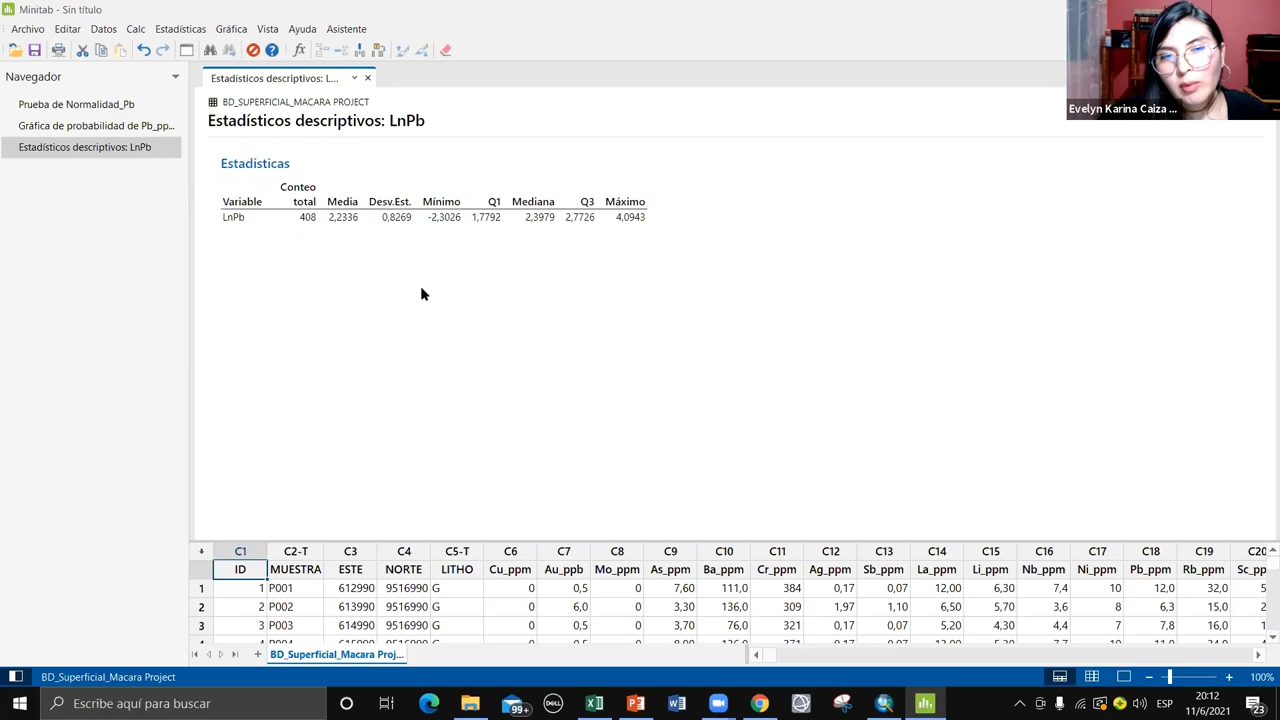 Minitab - Sin título
Archivo Editar Datos Calc Estadísticas Gráfica Vista Ayuda Asistente
Navegador
Prueba de Normalidad_Pb
Gráfica de probabilidad de Pb_pp...
Estadísticos descriptivos: LnPb
Estadísticos descriptivos: L...
BD_SUPERFICIAL_MACARA PROJECT
Estadísticos descriptivos: LnPb
Estadísticas
Conteo
Variable total Media Desv.Est. Mínimo Q1 Mediana Q3 Máximo
LnPb 408 2,2336 0,8269 -2,3026 1,7792 2,3979 2,7726 4,0943
Evelyn Karina Caiza ...
C1 C2-T C3 C4 C5-T C6 C7 C8 C9 C10 C11 C12 C13 C14 C15 C16 C17 C18 C19 C20
ID MUESTRA ESTE NORTE LITHO Cu_ppm Au_ppb Mo_ppm As_ppm Ba_ppm Cr_ppm Ag_ppm Sb_ppm La_ppm Li_ppm Nb_ppm Ni_ppm Pb_ppm Rb_ppm Sc_pp
1 1 P001 612990 9516990 G 0 0,5 0 7,60 111,0 384 0,17 0,07 12,00 6,30 7,4 10 12,0 32,0 5
2 2 P002 613990 9516990 G 0 6,0 0 3,30 136,0 309 1,97 1,10 6,50 5,70 3,6 8 6,3 15,0 2
3 3 P003 614990 9516990 G 0 0,5 0 3,70 76,0 321 0,17 0,07 5,20 4,30 4,4 7 7,8 16,0 1
BD_Superficial_Macara Proj...
BD_Superficial_Macara Project
100%
Escribe aquí para buscar
99+
DELL
ESP
20:12
11/6/2021
23